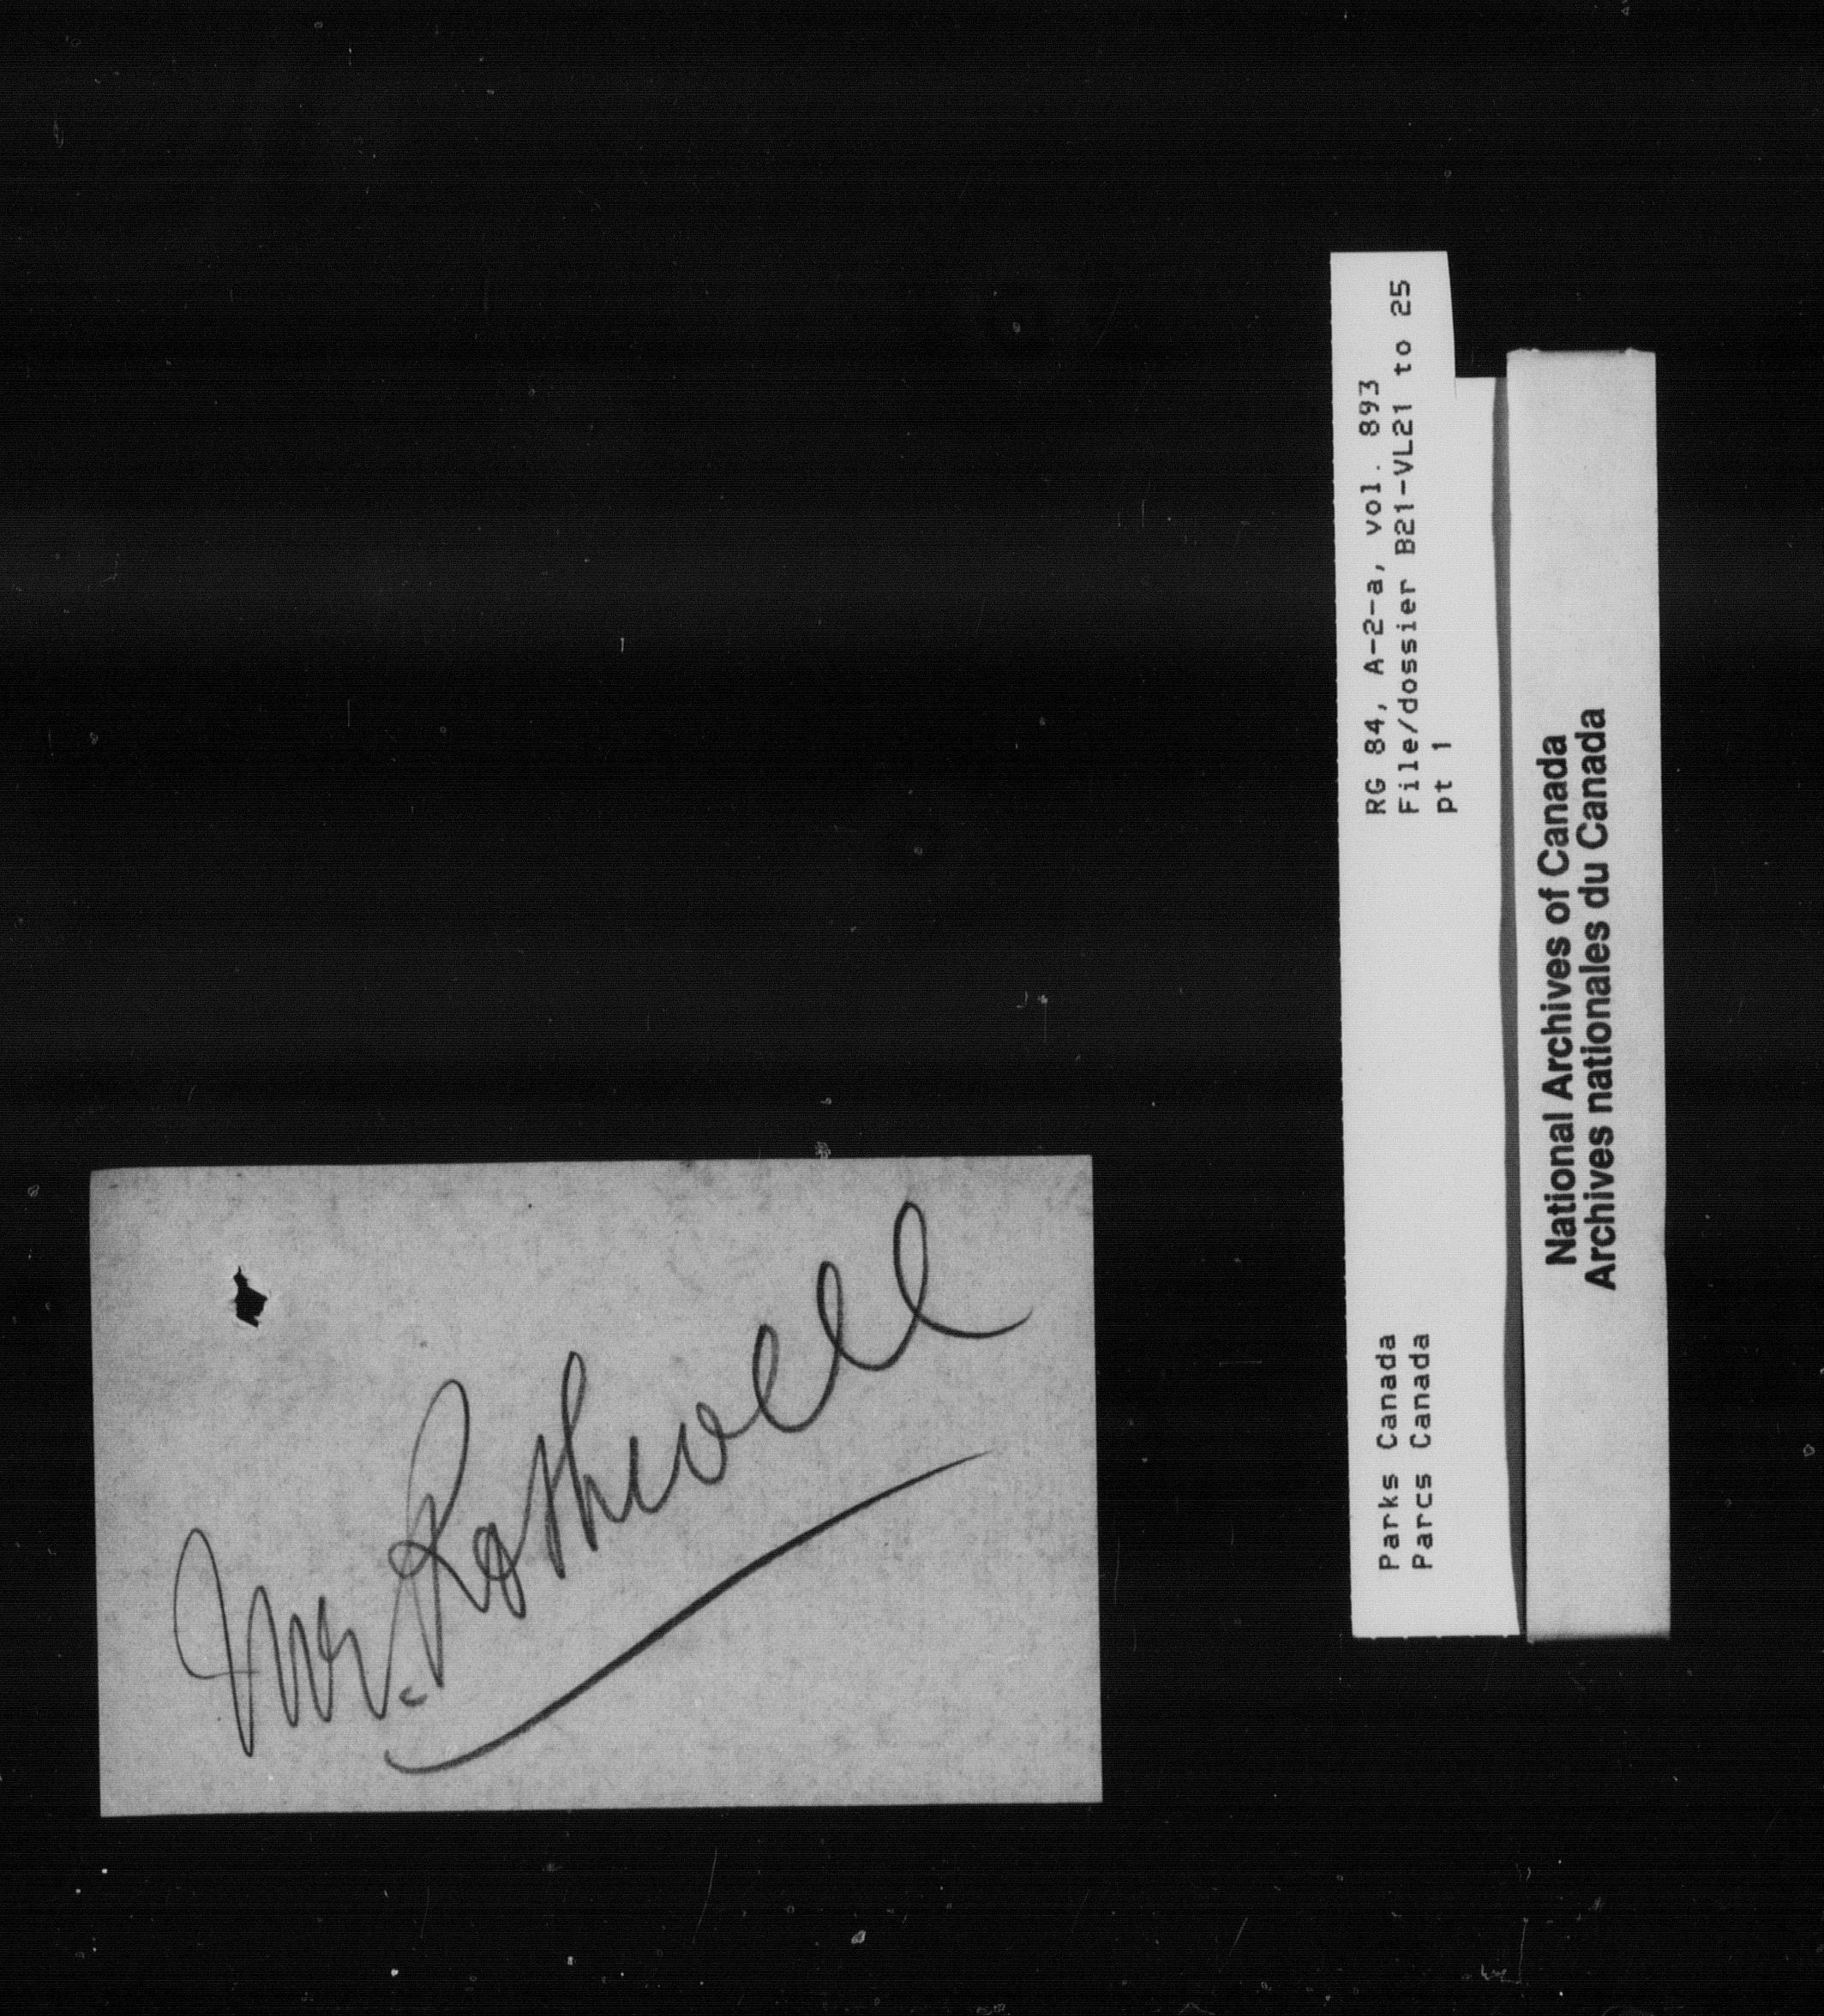 Mr. Rothwell
Parks Canada
Parcs Canada
RG 84, A-2-a, vol. 893
File/dossier B21-VL21 to 25
pt 1
National Archives of Canada
Archives nationales du Canada